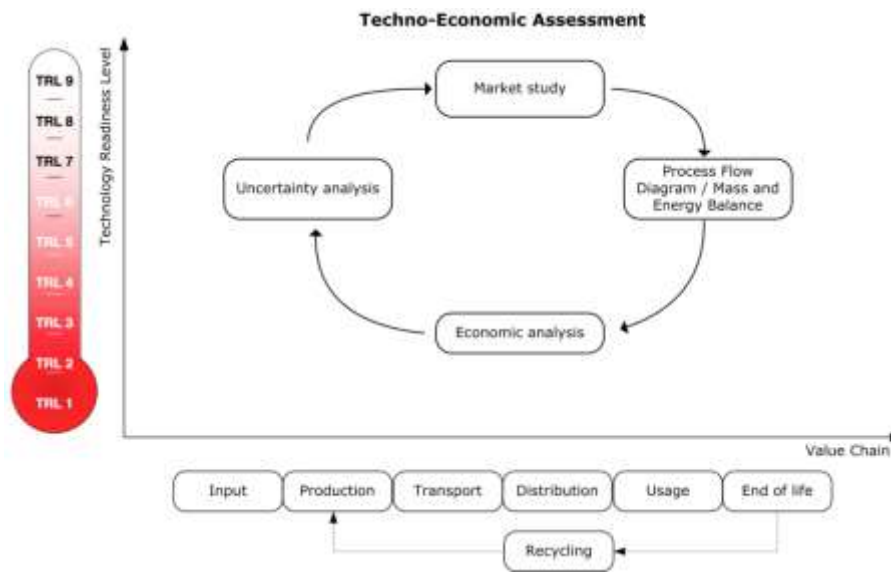 Techno-Economic Assessment
TRL 9
TRL 8
TRL 7
TRL 6
TRL 5
TRL 4
TRL 3
TRL 2
TRL 1
Technology Readiness Level
Market study
Uncertainty analysis
Process Flow
Diagram / Mass and
Energy Balance
Economic analysis
Value Chain
Input
Production
Transport
Distribution
Usage
End of life
Recycling